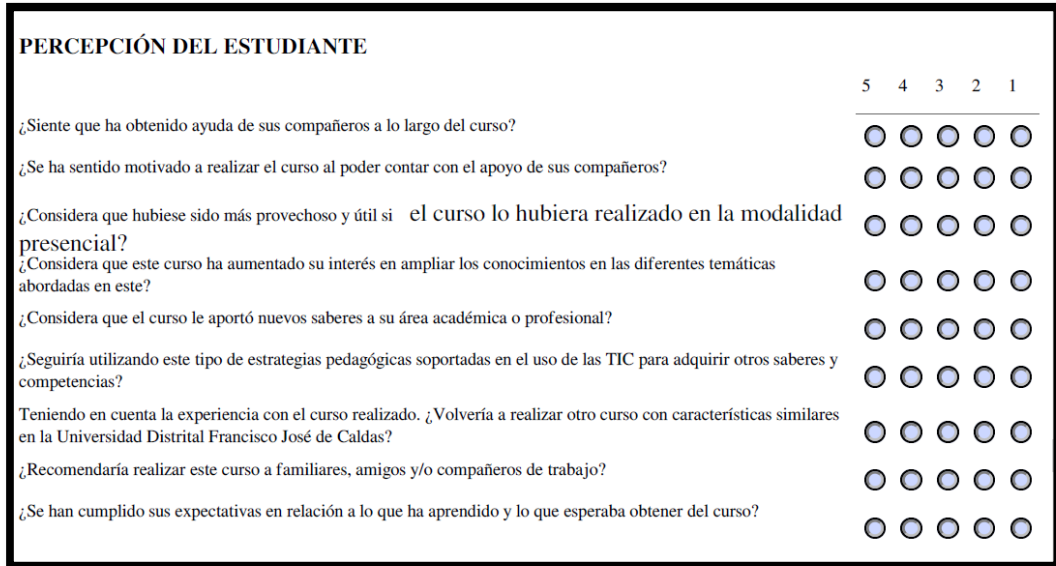 PERCEPCIÓN DEL ESTUDIANTE
5 4 3 2 1
¿Siente que ha obtenido ayuda de sus compañeros a lo largo del curso?
¿Se ha sentido motivado a realizar el curso al poder contar con el apoyo de sus compañeros?
¿Considera que hubiese sido más provechoso y útil si el curso lo hubiera realizado en la modalidad
presencial?
¿Considera que este curso ha aumentado su interés en ampliar los conocimientos en las diferentes temáticas
abordadas en este?
¿Considera que el curso le aportó nuevos saberes a su área académica o profesional?
¿Seguiría utilizando este tipo de estrategias pedagógicas soportadas en el uso de las TIC para adquirir otros saberes y
competencias?
Teniendo en cuenta la experiencia con el curso realizado. ¿Volvería a realizar otro curso con características similares
en la Universidad Distrital Francisco José de Caldas?
¿Recomendaría realizar este curso a familiares, amigos y/o compañeros de trabajo?
¿Se han cumplido sus expectativas en relación a lo que ha aprendido y lo que esperaba obtener del curso?